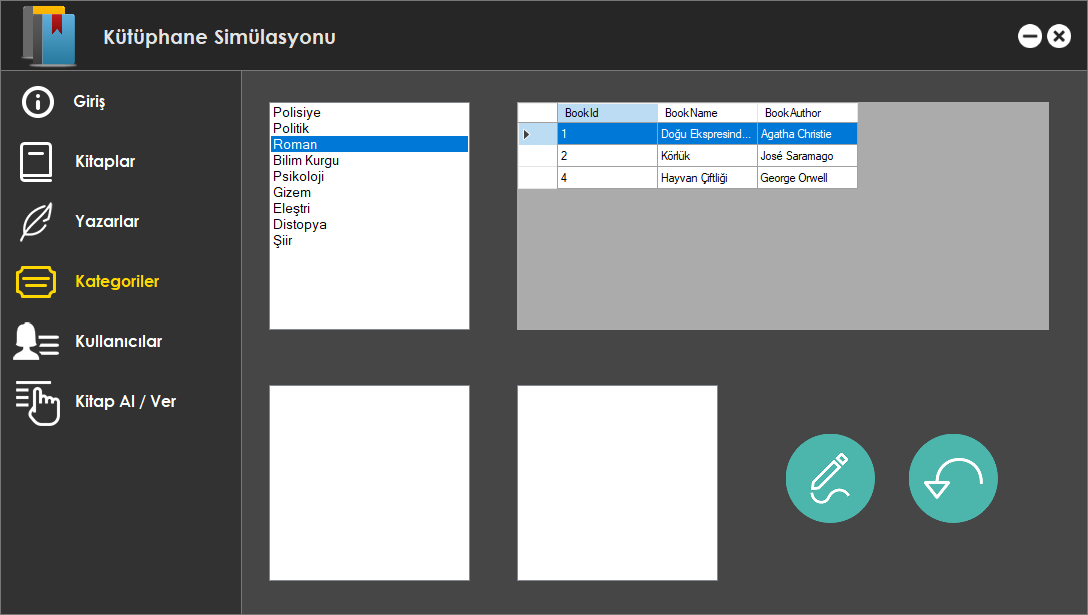 Kütüphane Simülasyonu
Giriş
Kitaplar
Yazarlar
Kategoriler
Kullanıcılar
Kitap Al / Ver
Polisiye
Politik
Roman
Bilim Kurgu
Psikoloji
Gizem
Eleştri
Distopya
Şiir
BookId BookName BookAuthor
1 Doğu Ekspresind... Agatha Christie
2 Körlük José Saramago
4 Hayvan Çiftliği George Orwell